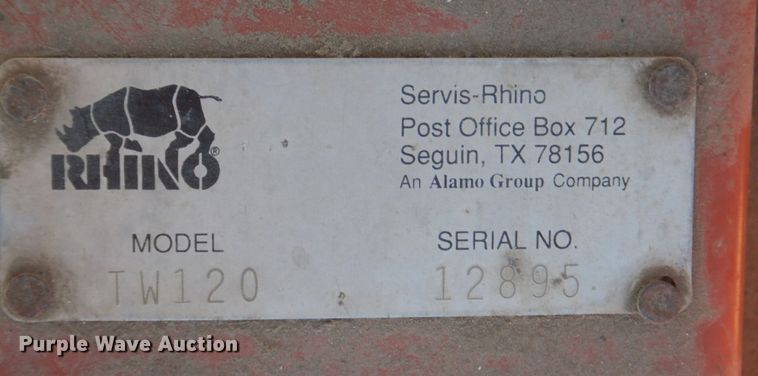 RHINO®
Servis-Rhino
Post Office Box 712
Seguin, TX 78156
An Alamo Group Company
MODEL
TW120
SERIAL NO.
12895
Purple Wave Auction